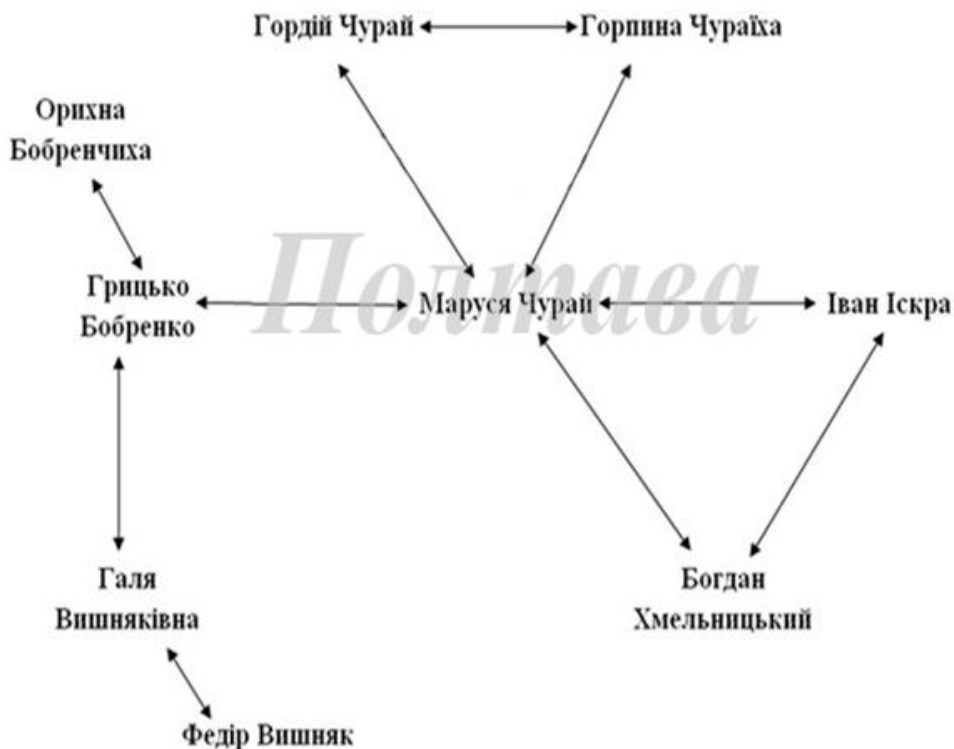 Гордій Чурай
Горпина Чураїха
Орихна
Бобренчиха
Полтава
Грицько
Бобренко
Маруся Чурай
Іван Іскра
Галя
Вишняківна
Богдан
Хмельницький
Федір Вишняк